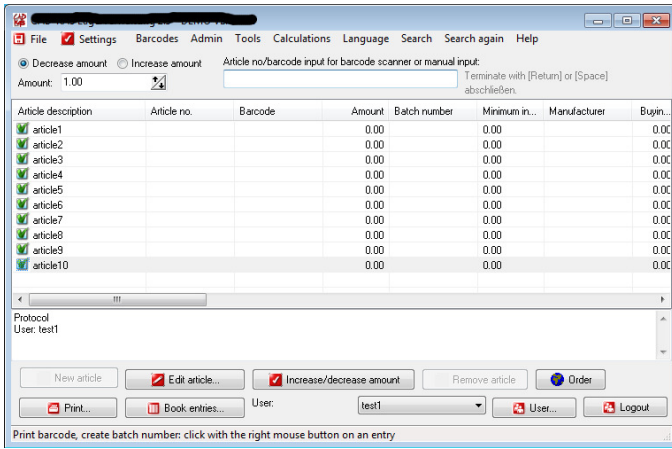 File Settings Barcodes Admin Tools Calculations Language Search Search again Help
Decrease amount Increase amount Article no/barcode input for barcode scanner or manual input:
Amount: 1.00 Terminate with [Return] or [Space]
abschließen.
Article description Article no. Barcode Amount Batch number Minimum in... Manufacturer Buyin...
article1 0.00 0.00 0.00
article2 0.00 0.00 0.00
article3 0.00 0.00 0.00
article4 0.00 0.00 0.00
article5 0.00 0.00 0.00
article6 0.00 0.00 0.00
article7 0.00 0.00 0.00
article8 0.00 0.00 0.00
article9 0.00 0.00 0.00
article10 0.00 0.00 0.00
Protocol
User: test1
New article Edit article... Increase/decrease amount Remove article Order
Print... Book entries... User: test1 User... Logout
Print barcode, create batch number: click with the right mouse button on an entry